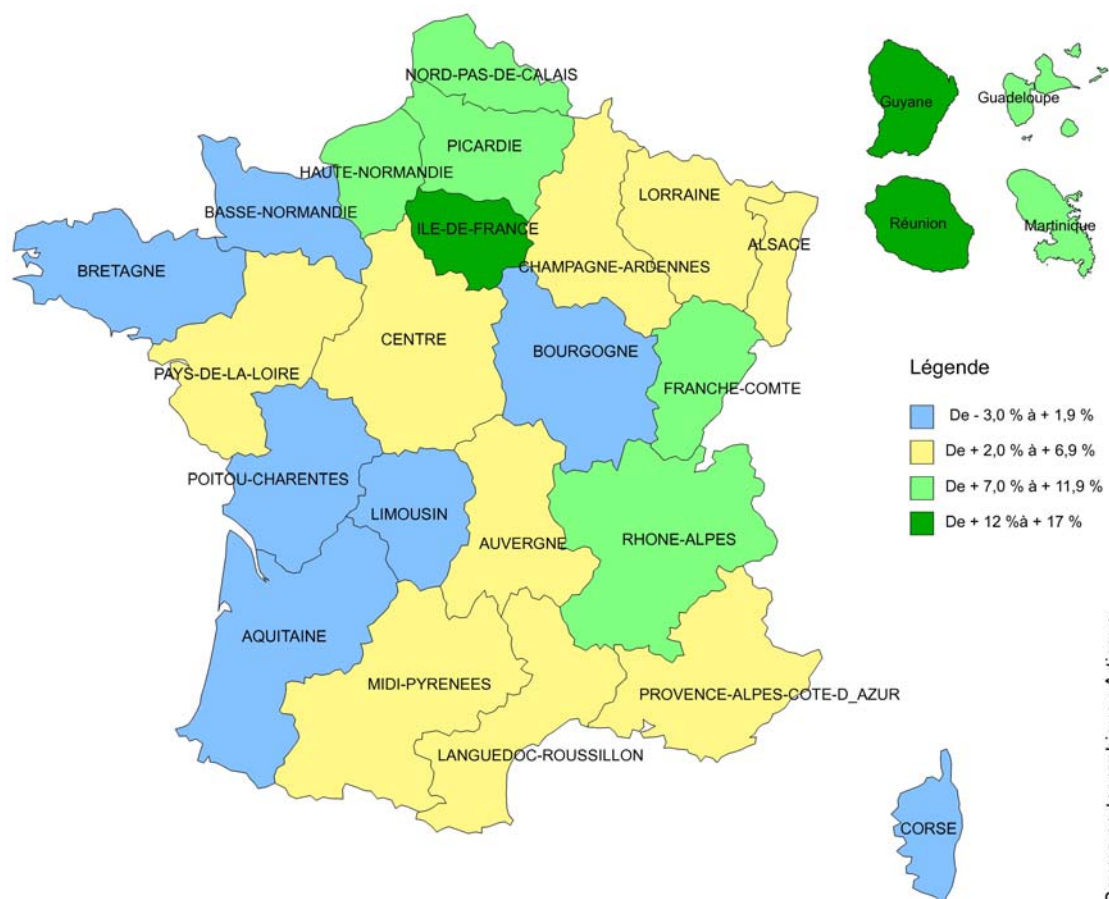 NORD-PAS-DE-CALAIS
Guyane
Guadeloupe
PICARDIE
HAUTE-NORMANDIE
LORRAINE
BASSE-NORMANDIE
ILE-DE-FRANCE
Réunion
Martinique
ALSACE
BRETAGNE
CHAMPAGNE-ARDENNES
CENTRE
BOURGOGNE
PAYS-DE-LA-LOIRE
FRANCHE-COMTE
Légende
De - 3,0 % à + 1,9 %
De + 2,0 % à + 6,9 %
De + 7,0 % à + 11,9 %
De + 12 %à + 17 %
POITOU-CHARENTES
LIMOUSIN
AUVERGNE
RHONE-ALPES
AQUITAINE
MIDI-PYRENEES
PROVENCE-ALPES-COTE-D_AZUR
LANGUEDOC-ROUSSILLON
CORSE